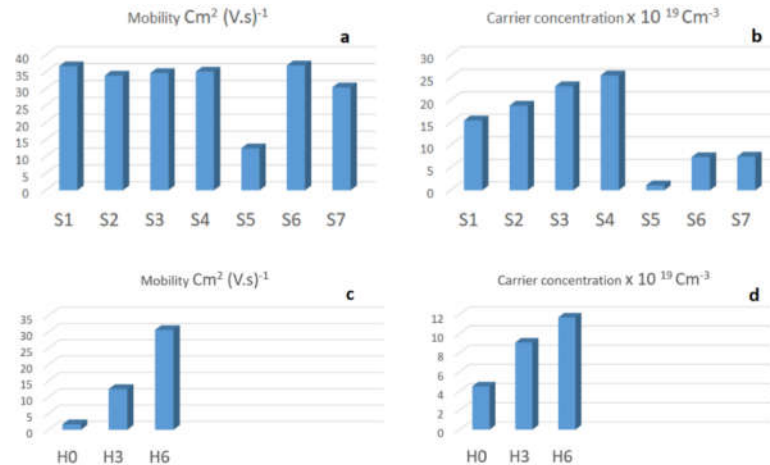 Mobility Cm² (V.s)⁻¹
a
40
35
30
25
20
15
10
5
0
S1 S2 S3 S4 S5 S6 S7
Carrier concentration x 10 ¹⁹ Cm⁻³
b
30
25
20
15
10
5
0
S1 S2 S3 S4 S5 S6 S7
Mobility Cm² (V.s)⁻¹
c
35
30
25
20
15
10
5
0
H0 H3 H6
Carrier concentration x 10 ¹⁹ Cm⁻³
d
12
10
8
6
4
2
0
H0 H3 H6